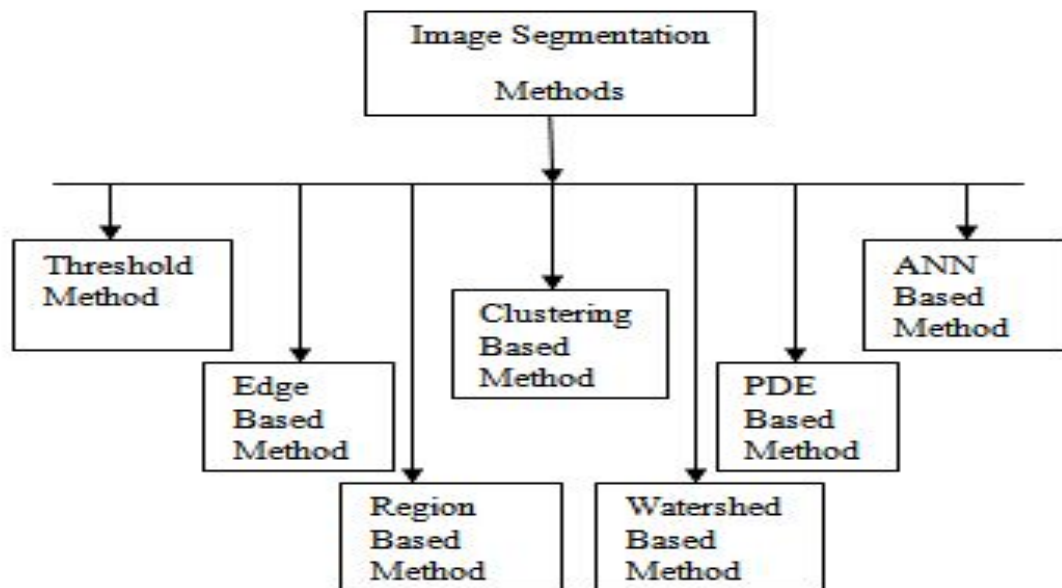 Image Segmentation
Methods
Threshold
Method
Edge
Based
Method
Region
Based
Method
Clustering
Based
Method
Watershed
Based
Method
PDE
Based
Method
ANN
Based
Method